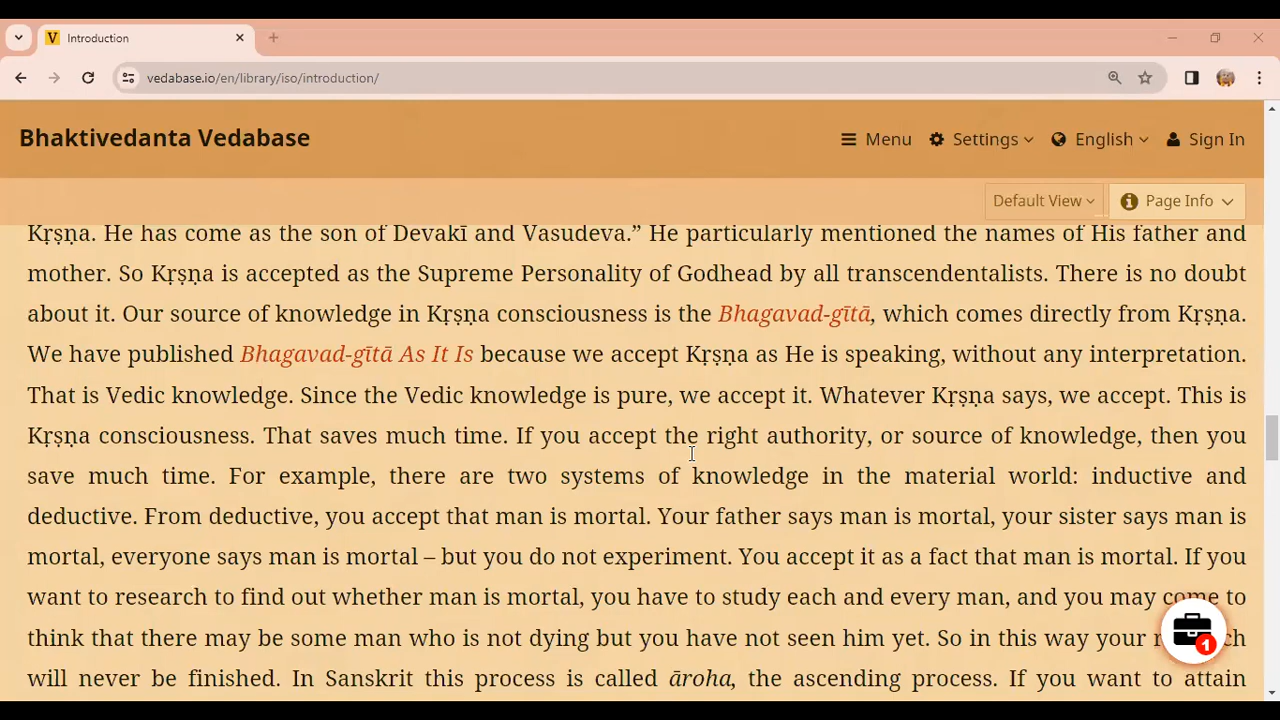 Introduction
vedabase.io/en/library/iso/introduction/
Bhaktivedanta Vedabase
Menu
Settings
English
Sign In
Default View
Page Info
Kṛṣṇa. He has come as the son of Devakī and Vasudeva.” He particularly mentioned the names of His father and
mother. So Kṛṣṇa is accepted as the Supreme Personality of Godhead by all transcendentalists. There is no doubt
about it. Our source of knowledge in Kṛṣṇa consciousness is the Bhagavad-gītā, which comes directly from Kṛṣṇa.
We have published Bhagavad-gītā As It Is because we accept Kṛṣṇa as He is speaking, without any interpretation.
That is Vedic knowledge. Since the Vedic knowledge is pure, we accept it. Whatever Kṛṣṇa says, we accept. This is
Kṛṣṇa consciousness. That saves much time. If you accept the right authority, or source of knowledge, then you
save much time. For example, there are two systems of knowledge in the material world: inductive and
deductive. From deductive, you accept that man is mortal. Your father says man is mortal, your sister says man is
mortal, everyone says man is mortal – but you do not experiment. You accept it as a fact that man is mortal. If you
want to research to find out whether man is mortal, you have to study each and every man, and you may come to
think that there may be some man who is not dying but you have not seen him yet. So in this way your
will never be finished. In Sanskrit this process is called āroha, the ascending process. If you want to attain
1